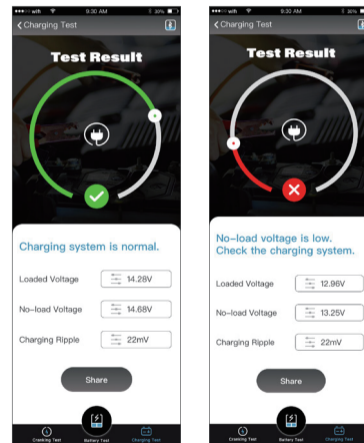 wifi 9:30 AM 20%
Charging Test
Test Result
Charging system is normal.
Loaded Voltage 14.28V
No-load Voltage 14.68V
Charging Ripple 22mV
Share
Cranking Test Battery Test Charging Test
wifi 9:30 AM 20%
Charging Test
Test Result
No-load voltage is low.
Check the charging system.
Loaded Voltage 12.96V
No-load Voltage 13.25V
Charging Ripple 22mV
Share
Cranking Test Battery Test Charging Test